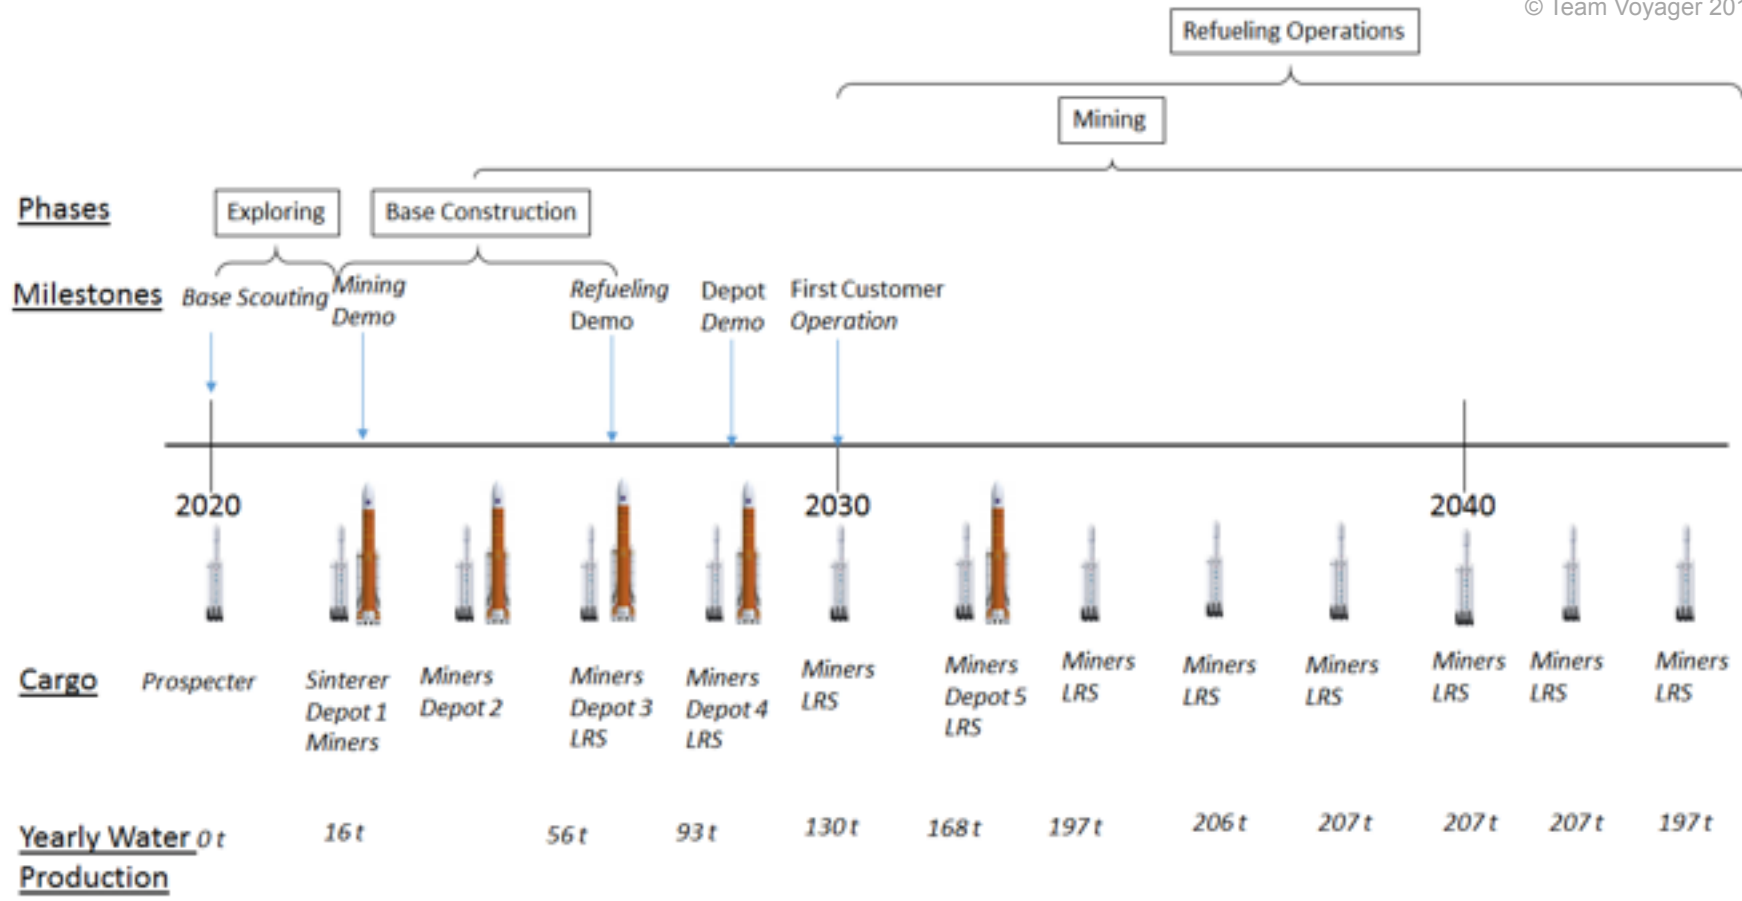 © Team Voyager 201
Refueling Operations
Mining
Phases
Exploring
Base Construction
Milestones
Base Scouting
Mining
Demo
Refueling
Demo
Depot
Demo
First Customer
Operation
2020
2030
2040
Cargo
Prospecter
Sinterer
Depot 1
Miners
Miners
Depot 2
Miners
Depot 3
LRS
Miners
Depot 4
LRS
Miners
LRS
Miners
Depot 5
LRS
Miners
LRS
Miners
LRS
Miners
LRS
Miners
LRS
Miners
LRS
Miners
LRS
Yearly Water
Production
0 t
16 t
56 t
93 t
130 t
168 t
197 t
206 t
207 t
207 t
207 t
197 t